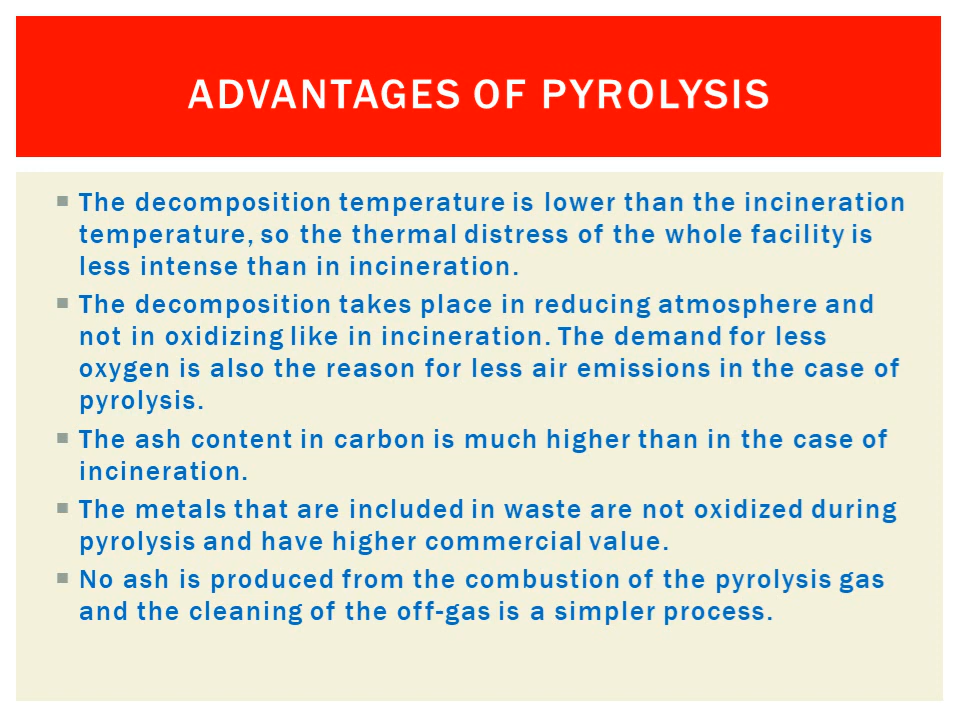 ADVANTAGES OF PYROLYSIS
The decomposition temperature is lower than the incineration
temperature, so the thermal distress of the whole facility is
less intense than in incineration.
The decomposition takes place in reducing atmosphere and
not in oxidizing like in incineration. The demand for less
oxygen is also the reason for less air emissions in the case of
pyrolysis.
The ash content in carbon is much higher than in the case of
incineration.
The metals that are included in waste are not oxidized during
pyrolysis and have higher commercial value.
No ash is produced from the combustion of the pyrolysis gas
and the cleaning of the off-gas is a simpler process.